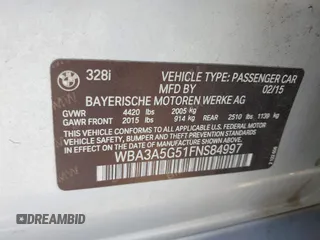 BMW
328i
VEHICLE TYPE: PASSENGER CAR
MFD BY 02/15
BAYERISCHE MOTOREN WERKE AG
GVWR 4420 lbs 2005 kg
GAWR FRONT 2015 lbs 914 kg REAR 2510 lbs 1139 kg
THIS VEHICLE CONFORMS TO ALL APPLICABLE U.S. FEDERAL MOTOR
VEHICLE SAFETY, BUMPER, AND THEFT PREVENTION STANDARDS
IN EFFECT ON THE DATE OF MANUFACTURE SHOWN ABOVE.
WBA3A5G51FNS84997